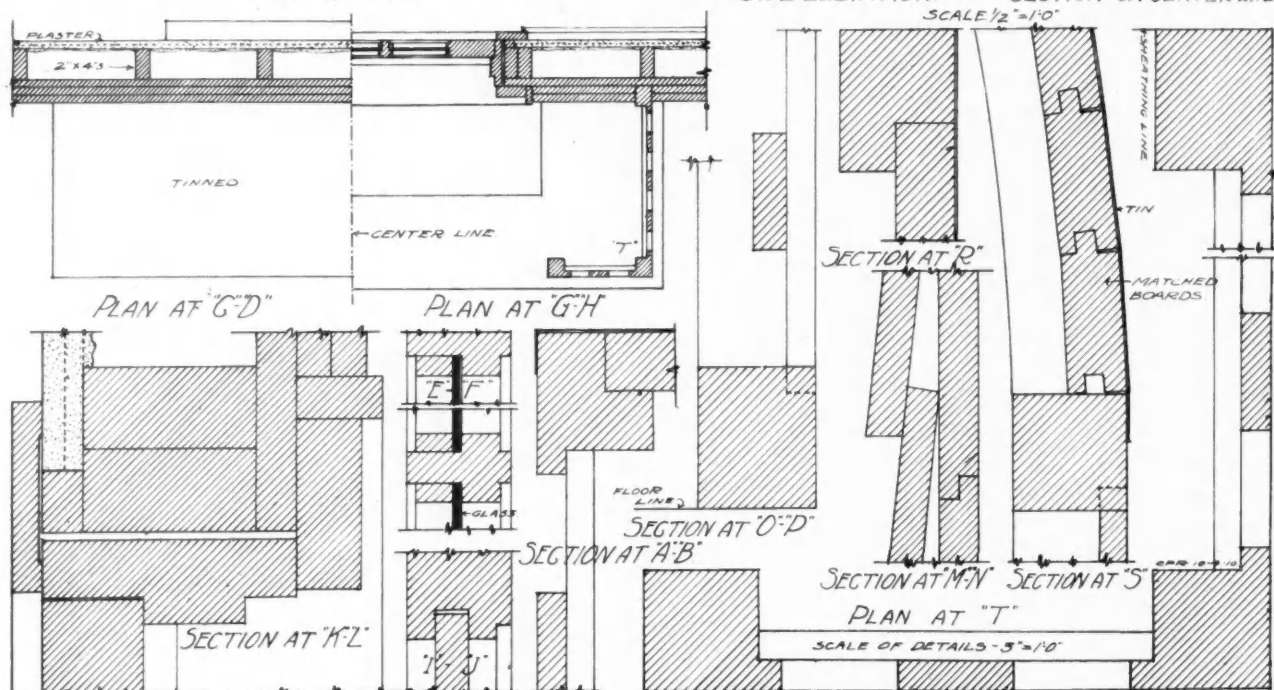 SCALE 1/2"=1'-0"
PLASTER
2"X4"S
TINNED
CENTER LINE
"T"
PLAN AT "C"-"D"
PLAN AT "G"-"H"
SHEATHING LINE
SECTION AT "R"
TIN
MATCHED
BOARDS.
"E"-"F"
GLASS
FLOOR
LINE
SECTION AT "O"-"P"
SECTION AT "A"-"B"
SECTION AT "K"-"L"
"I"-"J"
SECTION AT "M"-"N"
SECTION AT "S"
PLAN AT "T"
SCALE OF DETAILS - 3"=1'-0"